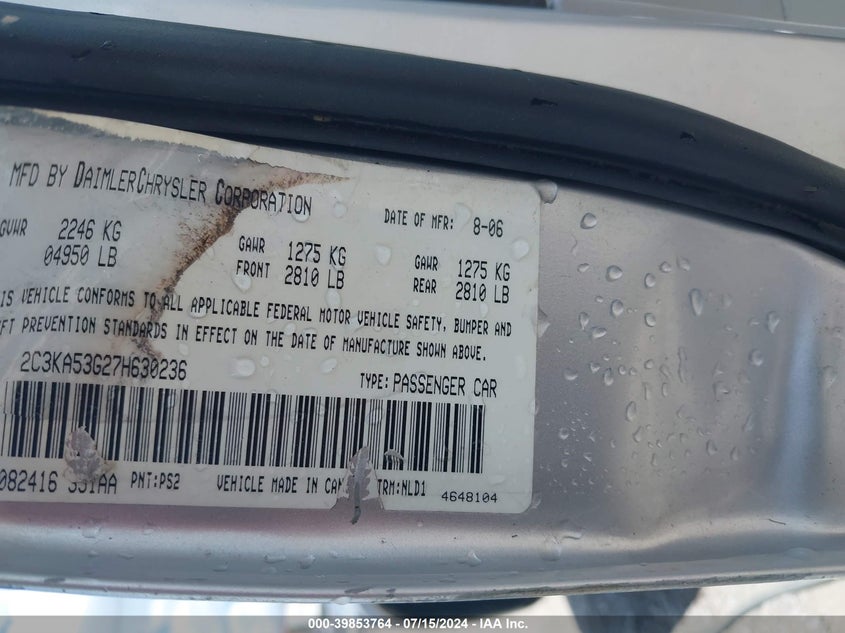 MFD BY DAIMLERCHRYSLER CORPORATION
DATE OF MFR: 8-06
GVWR 2246 KG
04950 LB
GAWR FRONT 1275 KG
2810 LB
GAWR REAR 1275 KG
2810 LB
IS VEHICLE CONFORMS TO ALL APPLICABLE FEDERAL MOTOR VEHICLE SAFETY, BUMPER AND
EFT PREVENTION STANDARDS IN EFFECT ON THE DATE OF MANUFACTURE SHOWN ABOVE.
2C3KA53G27H630236
TYPE: PASSENGER CAR
082416 PNT:PS2 VEHICLE MADE IN CAN TRM:NLD1
4648104
000-39853764 / 07/15/2024 - IAA Inc.